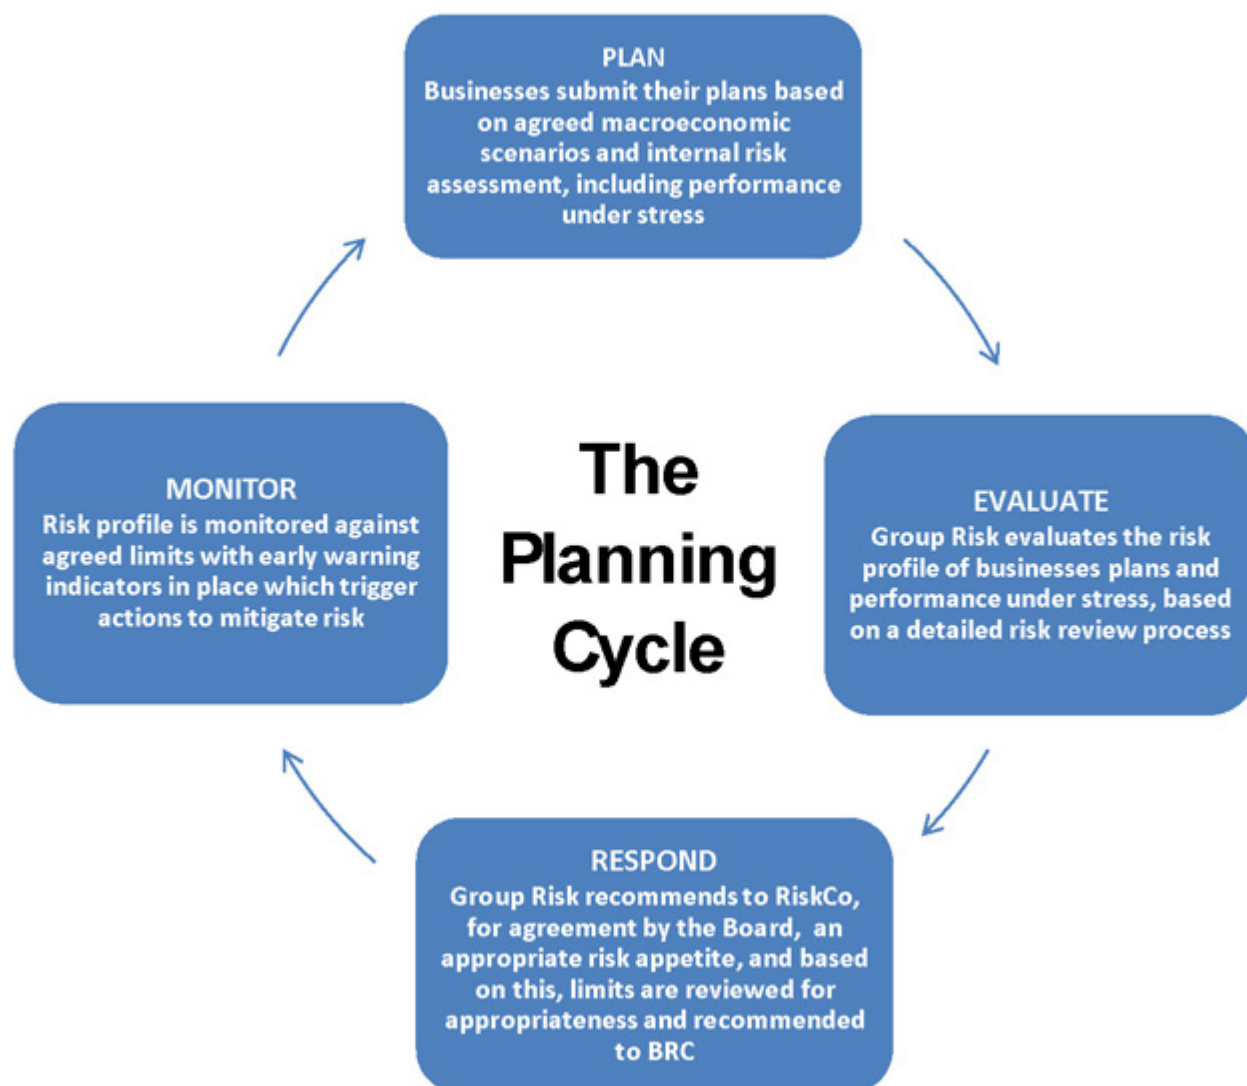 PLAN
Businesses submit their plans based
on agreed macroeconomic
scenarios and internal risk
assessment, including performance
under stress
MONITOR
Risk profile is monitored against
agreed limits with early warning
indicators in place which trigger
actions to mitigate risk
The
Planning
Cycle
EVALUATE
Group Risk evaluates the risk
profile of businesses plans and
performance under stress, based
on a detailed risk review process
RESPOND
Group Risk recommends to RiskCo,
for agreement by the Board, an
appropriate risk appetite, and based
on this, limits are reviewed for
appropriateness and recommended
to BRC